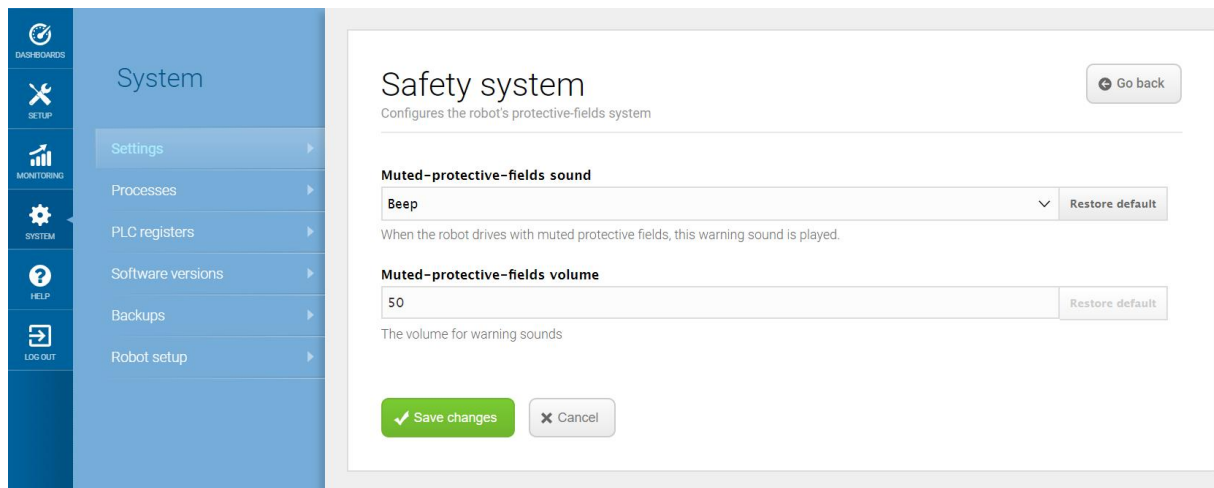 DASHBOARDS
SETUP
MONITORING
SYSTEM
HELP
LOG OUT
System
Settings
Processes
PLC registers
Software versions
Backups
Robot setup
Safety system
Configures the robot's protective-fields system
Go back
Muted-protective-fields sound
Beep
Restore default
When the robot drives with muted protective fields, this warning sound is played.
Muted-protective-fields volume
50
Restore default
The volume for warning sounds
Save changes
Cancel